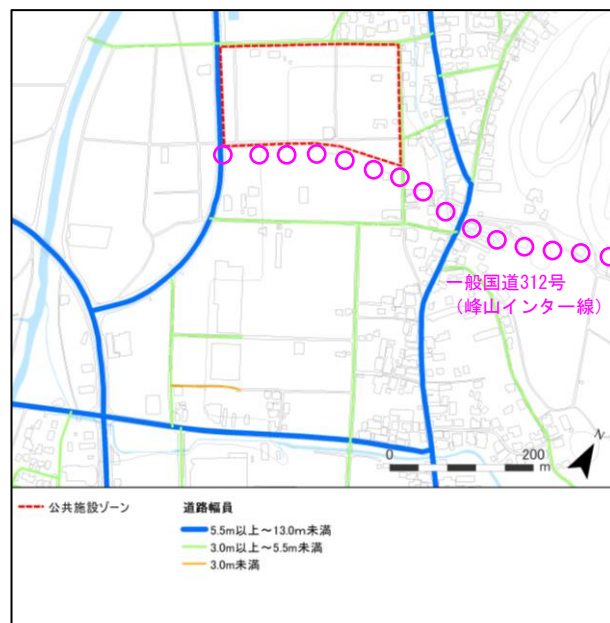 一般国道312号
（峰山インター線）
N
0 200
m
公共施設ゾーン
道路幅員
5.5m以上～13.0m未満
3.0m以上～5.5m未満
3.0m未満